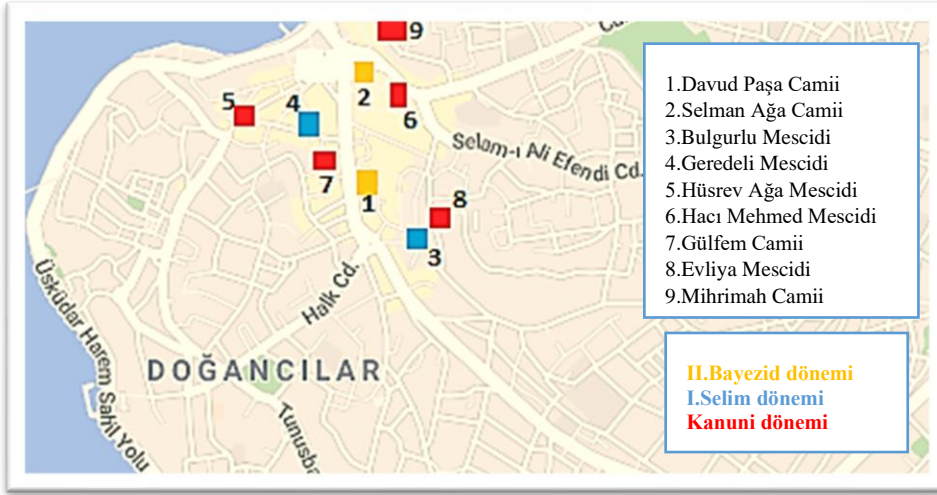 9
Cd.
5
4
2
6
Selam-ı Ali Efendi Cd.
7
1
8
3
Halk Cd.
Üsküdar Harem Sahil Yolu
DOĞANCILAR
Tunusba
1.Davud Paşa Camii
2.Selman Ağa Camii
3.Bulgurlu Mescidi
4.Geredeli Mescidi
5.Hüsrev Ağa Mescidi
6.Hacı Mehmed Mescidi
7.Gülfem Camii
8.Evliya Mescidi
9.Mihrimah Camii
II.Bayezid dönemi
I.Selim dönemi
Kanuni dönemi